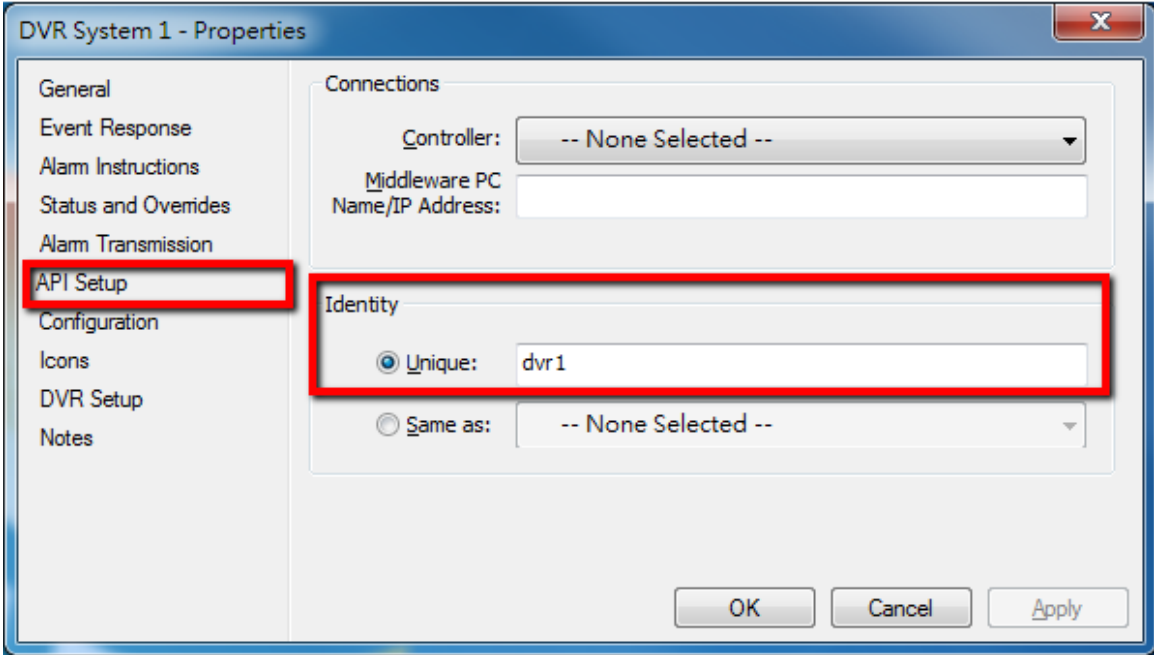 DVR System 1 - Properties
General
Event Response
Alarm Instructions
Status and Overrides
Alarm Transmission
API Setup
Configuration
Icons
DVR Setup
Notes
Connections
Controller: -- None Selected --
Middleware PC
Name/IP Address:
Identity
Unique: dvr1
Same as: -- None Selected --
OK Cancel Apply